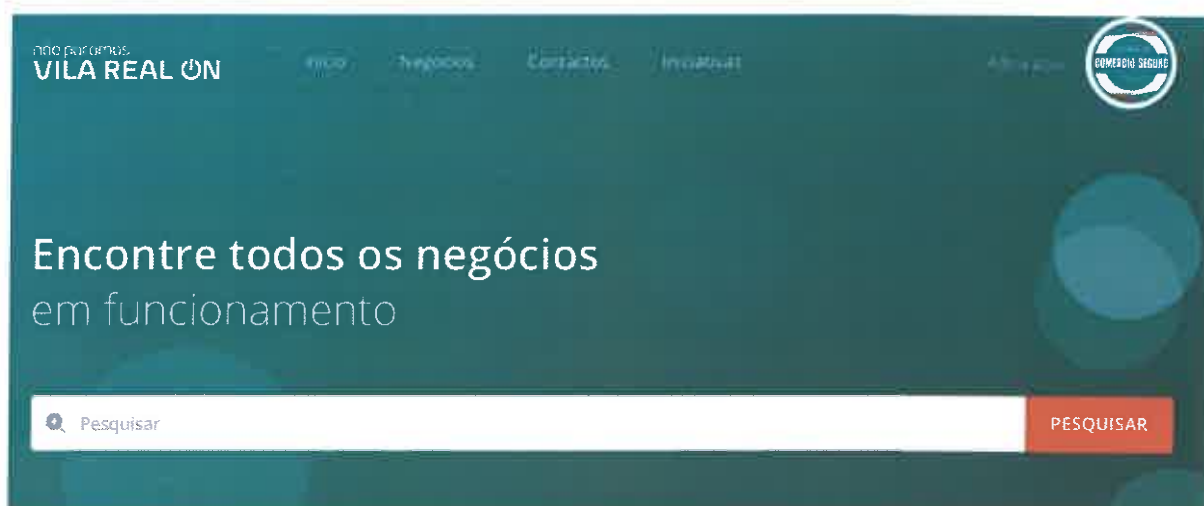 não paramos
VILA REAL ON
Início Negócios Contactos Iniciativas
COMÉRCIO SEGURO
Encontre todos os negócios
em funcionamento
Pesquisar
PESQUISAR